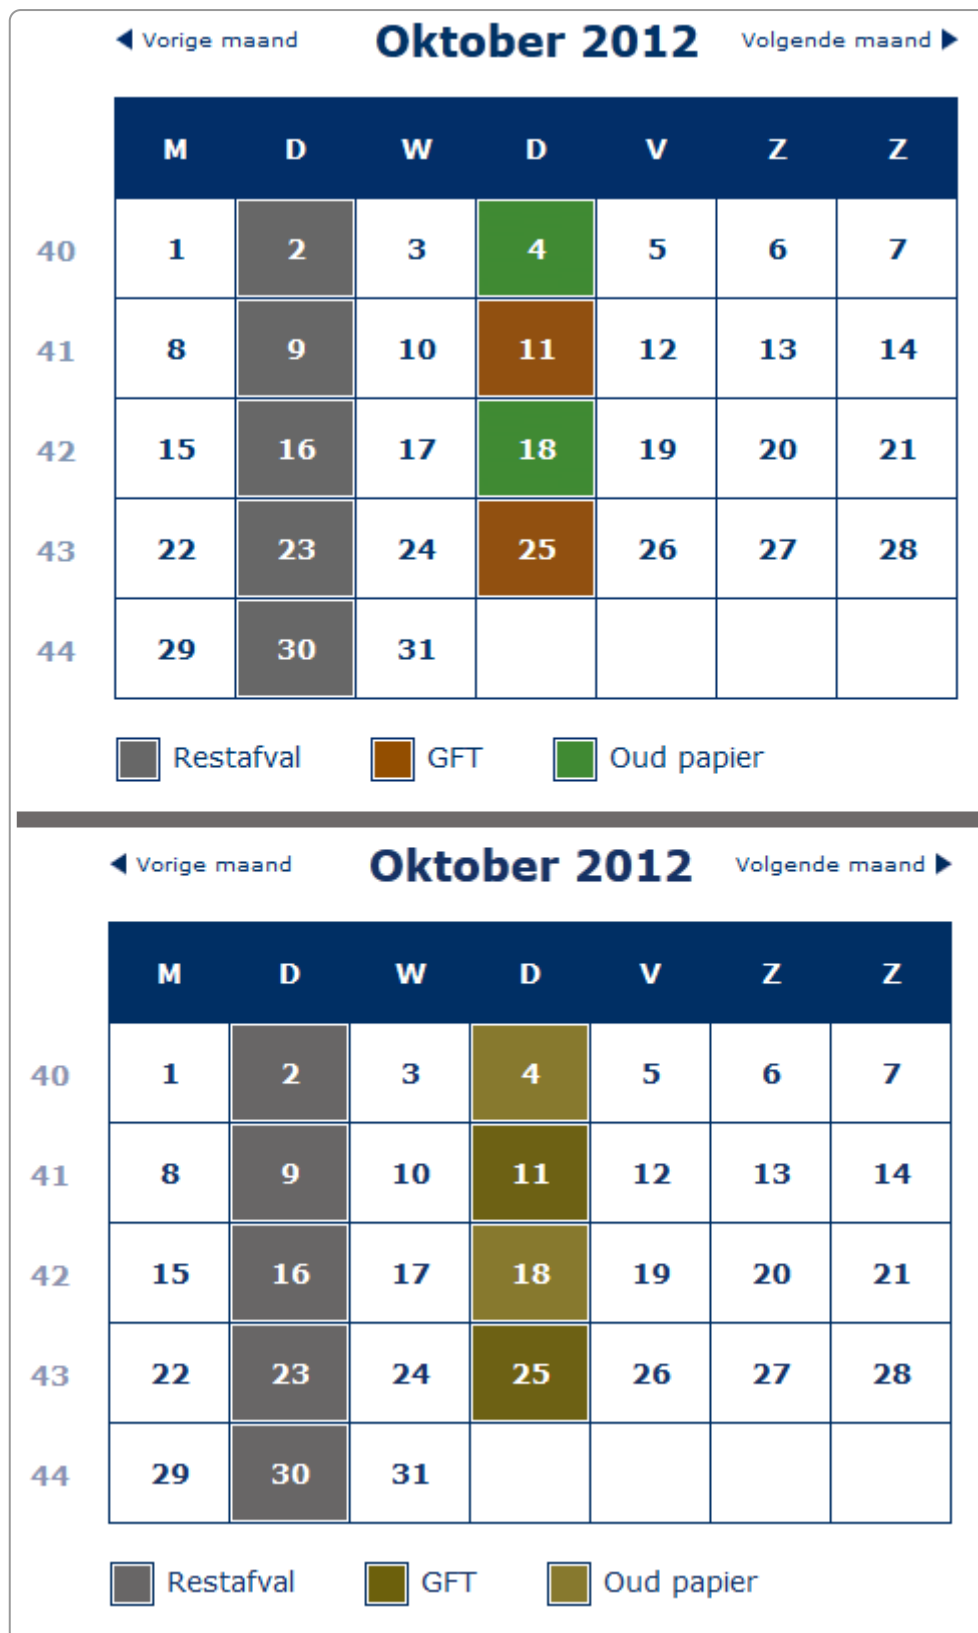 Vorige maand Oktober 2012 Volgende maand
M D W D V Z Z
40 1 2 3 4 5 6 7
41 8 9 10 11 12 13 14
42 15 16 17 18 19 20 21
43 22 23 24 25 26 27 28
44 29 30 31
Restafval GFT Oud papier
Vorige maand Oktober 2012 Volgende maand
M D W D V Z Z
40 1 2 3 4 5 6 7
41 8 9 10 11 12 13 14
42 15 16 17 18 19 20 21
43 22 23 24 25 26 27 28
44 29 30 31
Restafval GFT Oud papier